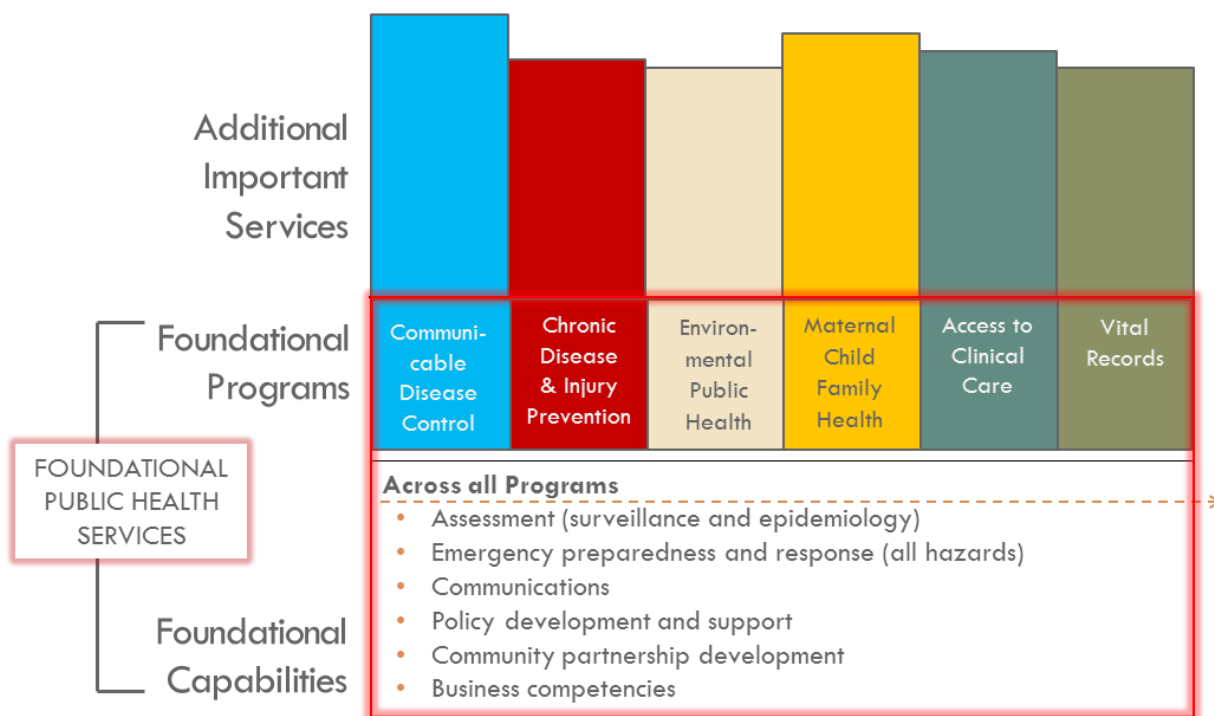 Additional
Important
Services
Foundational
Programs
Communi-
cable
Disease
Control
Chronic
Disease
& Injury
Prevention
Environ-
mental
Public
Health
Maternal
Child
Family
Health
Access to
Clinical
Care
Vital
Records
FOUNDATIONAL
PUBLIC HEALTH
SERVICES
Foundational
Capabilities
Across all Programs
• Assessment (surveillance and epidemiology)
• Emergency preparedness and response (all hazards)
• Communications
• Policy development and support
• Community partnership development
• Business competencies